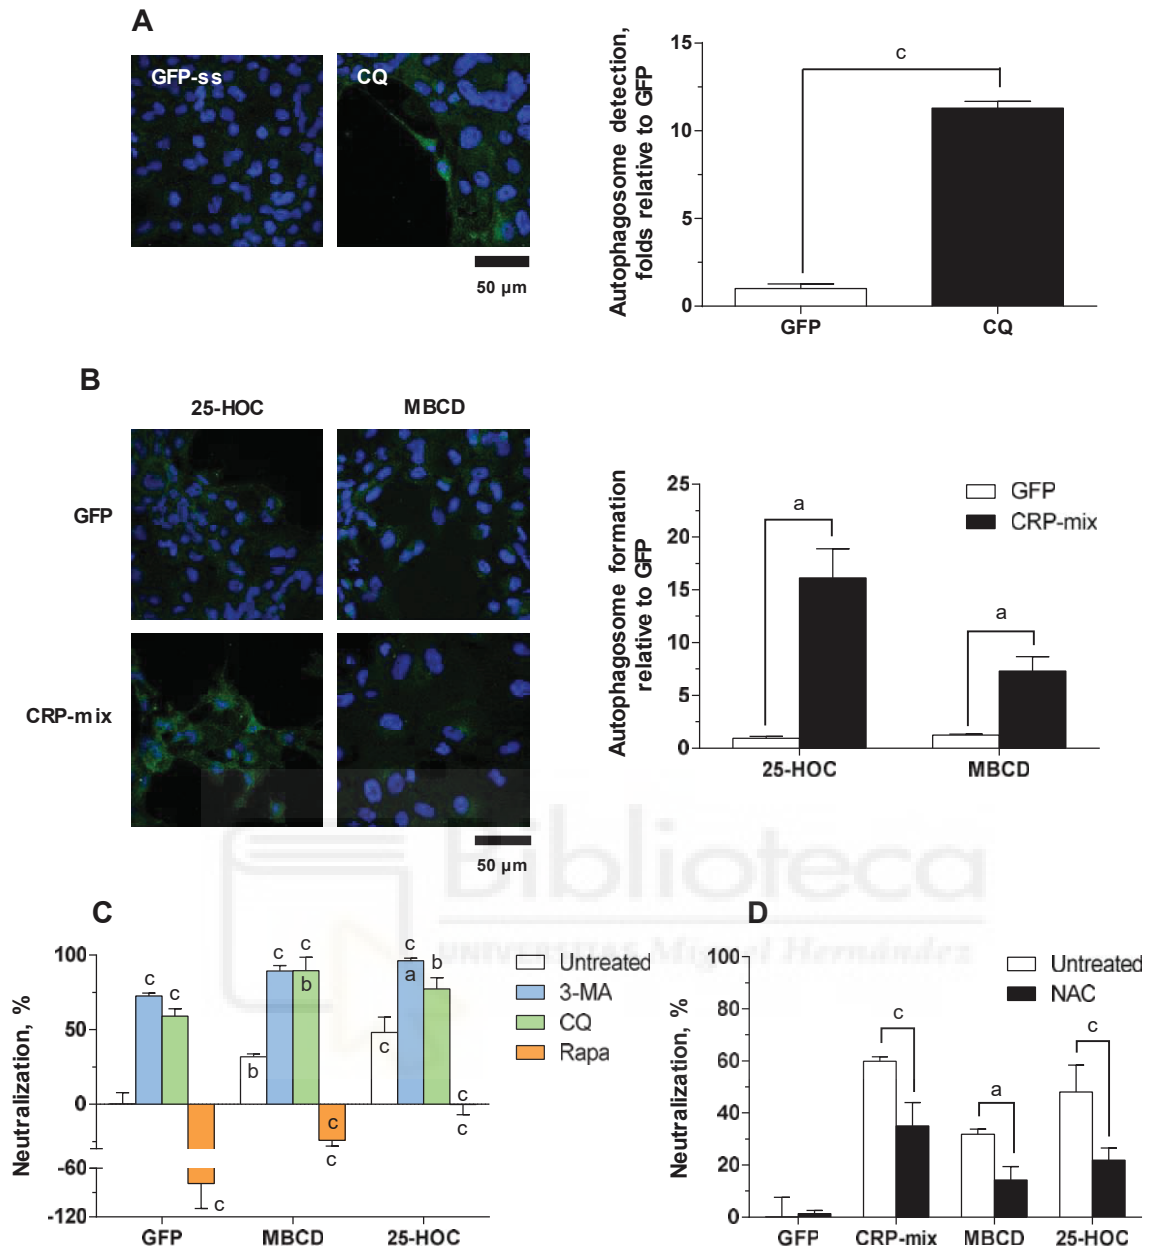 A
GFP-ss
CQ
50 µm
Autophagosome detection,
folds relative to GFP
15
10
5
0
c
GFP
CQ
B
25-HOC
MBCD
GFP
CRP-mix
50 µm
Autophagosome formation
relative to GFP
25
20
15
10
5
0
a
a
GFP
CRP-mix
25-HOC
MBCD
Biblioteca
UNIVERSITAS Miguel Hernández
C
Neutralization, %
100
50
0
-60
-120
c
c
c
b
c
c
b
c
c
c
c
a
b
c
c
Untreated
3-MA
CQ
Rapa
GFP
MBCD
25-HOC
D
Neutralization, %
100
80
60
40
20
0
c
a
c
Untreated
NAC
GFP
CRP-mix
MBCD
25-HOC